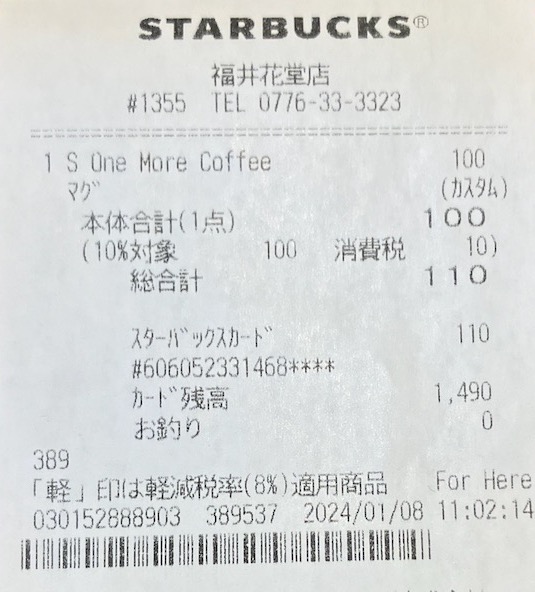 STARBUCKS®
福井花堂店
#1355 TEL 0776-33-3323
1 S One More Coffee 100
ﾏｸﾞ (ｶｽﾀﾑ)
本体合計(1点) 100
(10%対象 100 消費税 10)
総合計 110
ｽﾀｰﾊﾞｯｸｽｶｰﾄﾞ 110
#606052331468****
ｶｰﾄﾞ残高 1,490
お釣り 0
389
「軽」印は軽減税率(8%)適用商品 For Here
030152888903 389537 2024/01/08 11:02:14